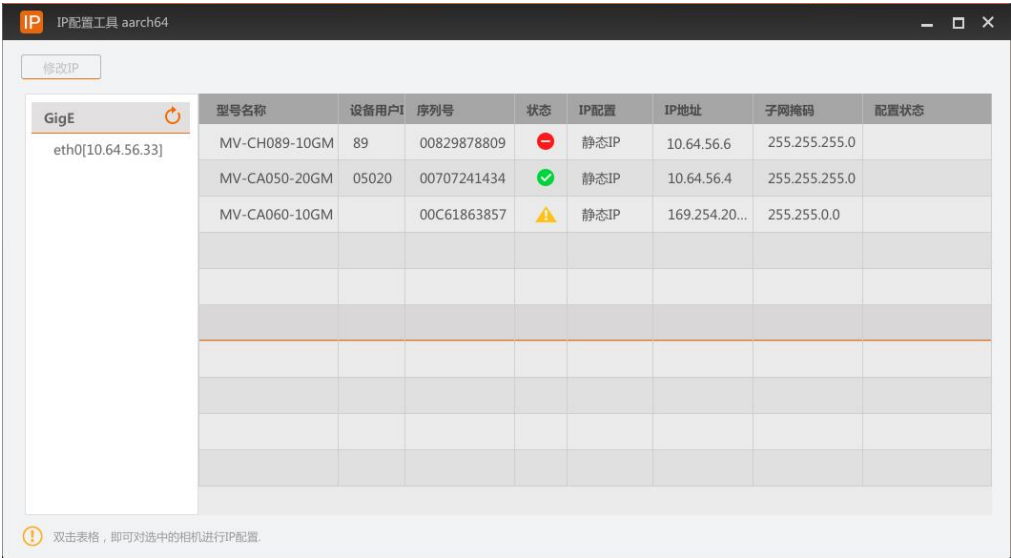 IP IP配置工具 aarch64
修改IP
GigE
eth0[10.64.56.33]
型号名称 设备用户I 序列号 状态 IP配置 IP地址 子网掩码 配置状态
MV-CH089-10GM 89 00829878809 静态IP 10.64.56.6 255.255.255.0
MV-CA050-20GM 05020 00707241434 静态IP 10.64.56.4 255.255.255.0
MV-CA060-10GM 00C61863857 静态IP 169.254.20... 255.255.0.0
双击表格，即可对选中的相机进行IP配置.